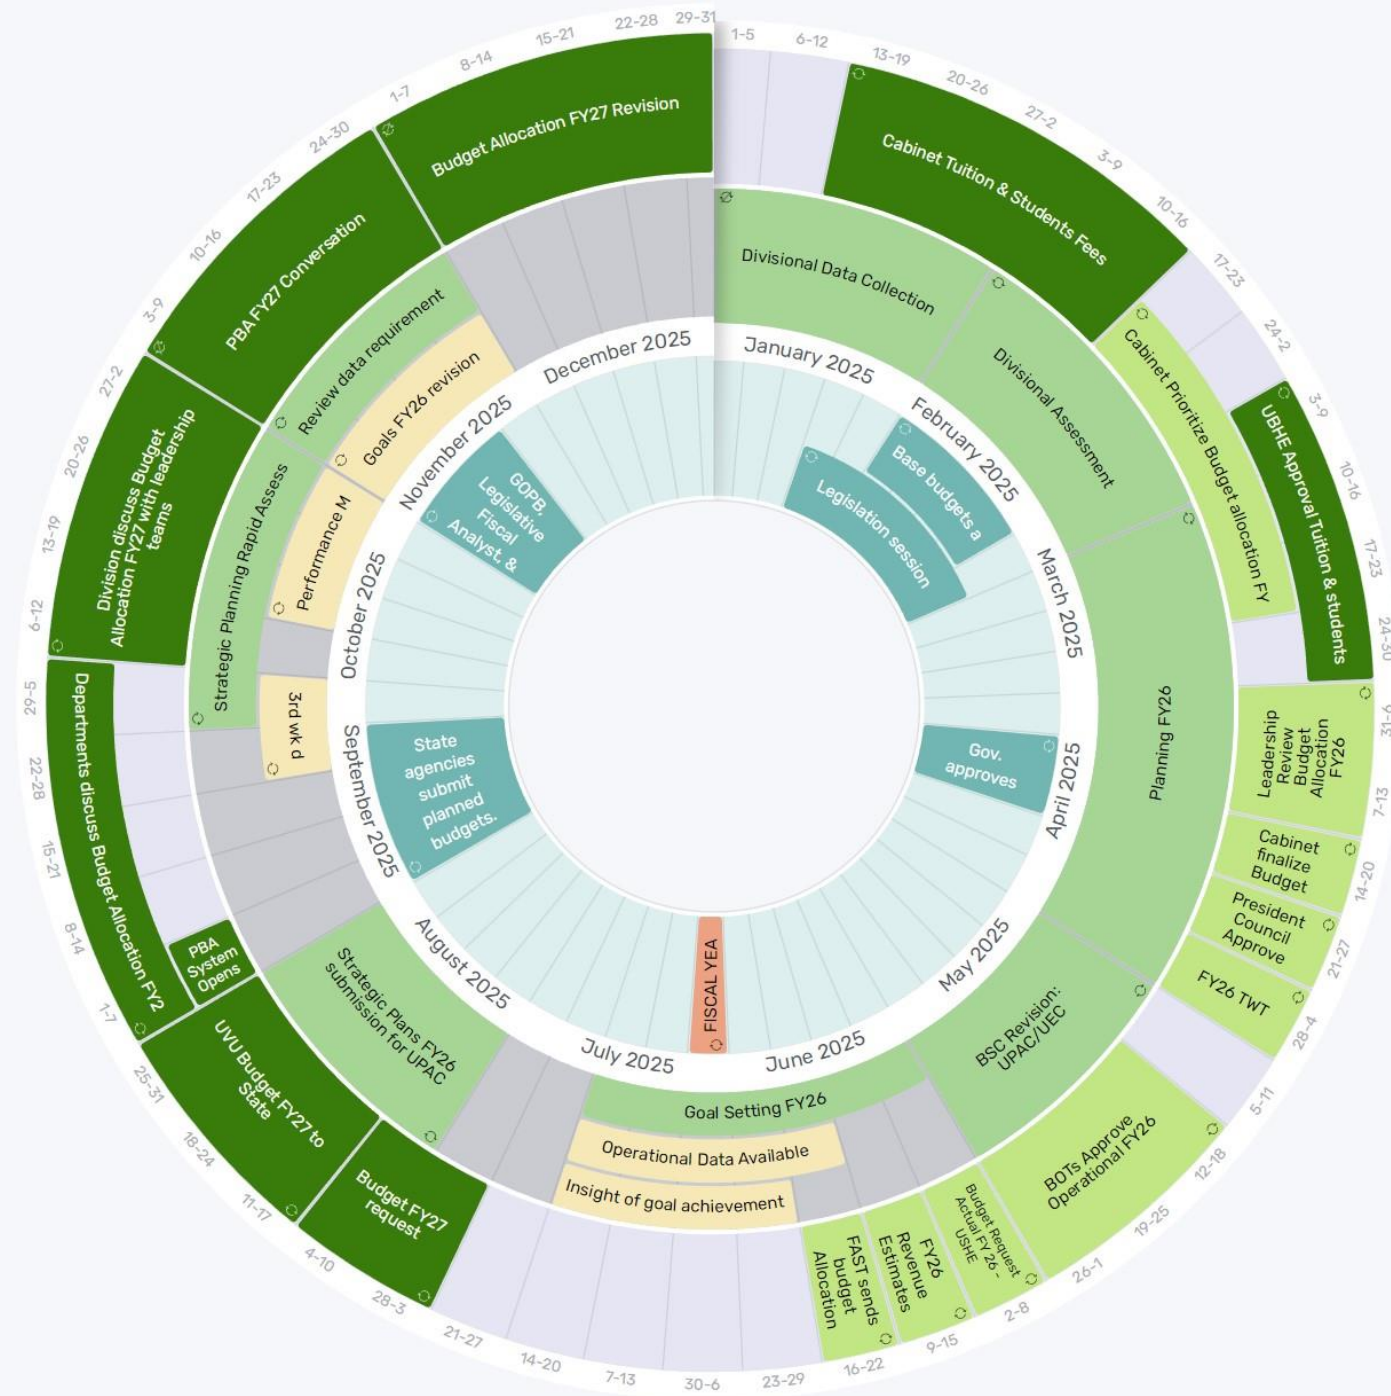 1-5
6-12
13-19
20-26
27-2
3-9
10-16
17-23
24-2
3-9
10-16
17-23
24-30
31-6
7-13
14-20
21-27
28-4
5-11
12-18
19-25
26-1
2-8
9-15
16-22
23-29
30-6
7-13
14-20
21-27
28-3
4-10
11-17
18-24
25-31
1-7
8-14
15-21
22-28
29-5
6-12
13-19
20-26
27-2
3-9
10-16
17-23
24-30
1-7
8-14
15-21
22-28
29-31
Cabinet Tuition & Students Fees
Cabinet Prioritize Budget allocation FY
UBHE Approval Tuition & students
Leadership
Review
Budget
Allocation
FY26
Cabinet
finalize
Budget
President
Council
Approve
FY26 TWT
BOTs Approve
Operational FY26
Budget Request
Actual FY 26 -
USHE
FY26
Revenue
Estimates
FAST sends
budget
Allocation
Budget FY27
request
UVU Budget FY27 to
State
PBA
System
Opens
Departments discuss Budget Allocation FY2
Division discuss Budget
Allocation FY27 with leadership
teams
PBA FY27 Conversation
Budget Allocation FY27 Revision
Divisional Data Collection
Divisional Assessment
Planning FY26
BSC Revision:
UPAC/UEC
Goal Setting FY26
Operational Data Available
Insight of goal achievement
Strategic Plans FY26
submission for UPAC
3rd wk d
Strategic Planning Rapid Assess
Performance M
Review data requirement
Goals FY26 revision
January 2025
February 2025
March 2025
April 2025
May 2025
June 2025
July 2025
August 2025
September 2025
October 2025
November 2025
December 2025
Base budgets a
Legislation session
Gov.
approves
FISCAL YEA
State
agencies
submit
planned
budgets.
GOPB,
Legislative
Fiscal
Analyst, &